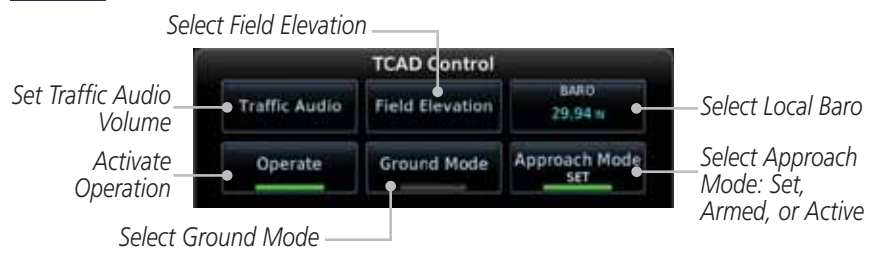 Select Field Elevation
TCAD Control
Set Traffic Audio
Volume
Traffic Audio
Field Elevation
BARO
29.94 IN
Select Local Baro
Activate
Operation
Operate
Ground Mode
Approach Mode
SET
Select Approach
Mode: Set,
Armed, or Active
Select Ground Mode